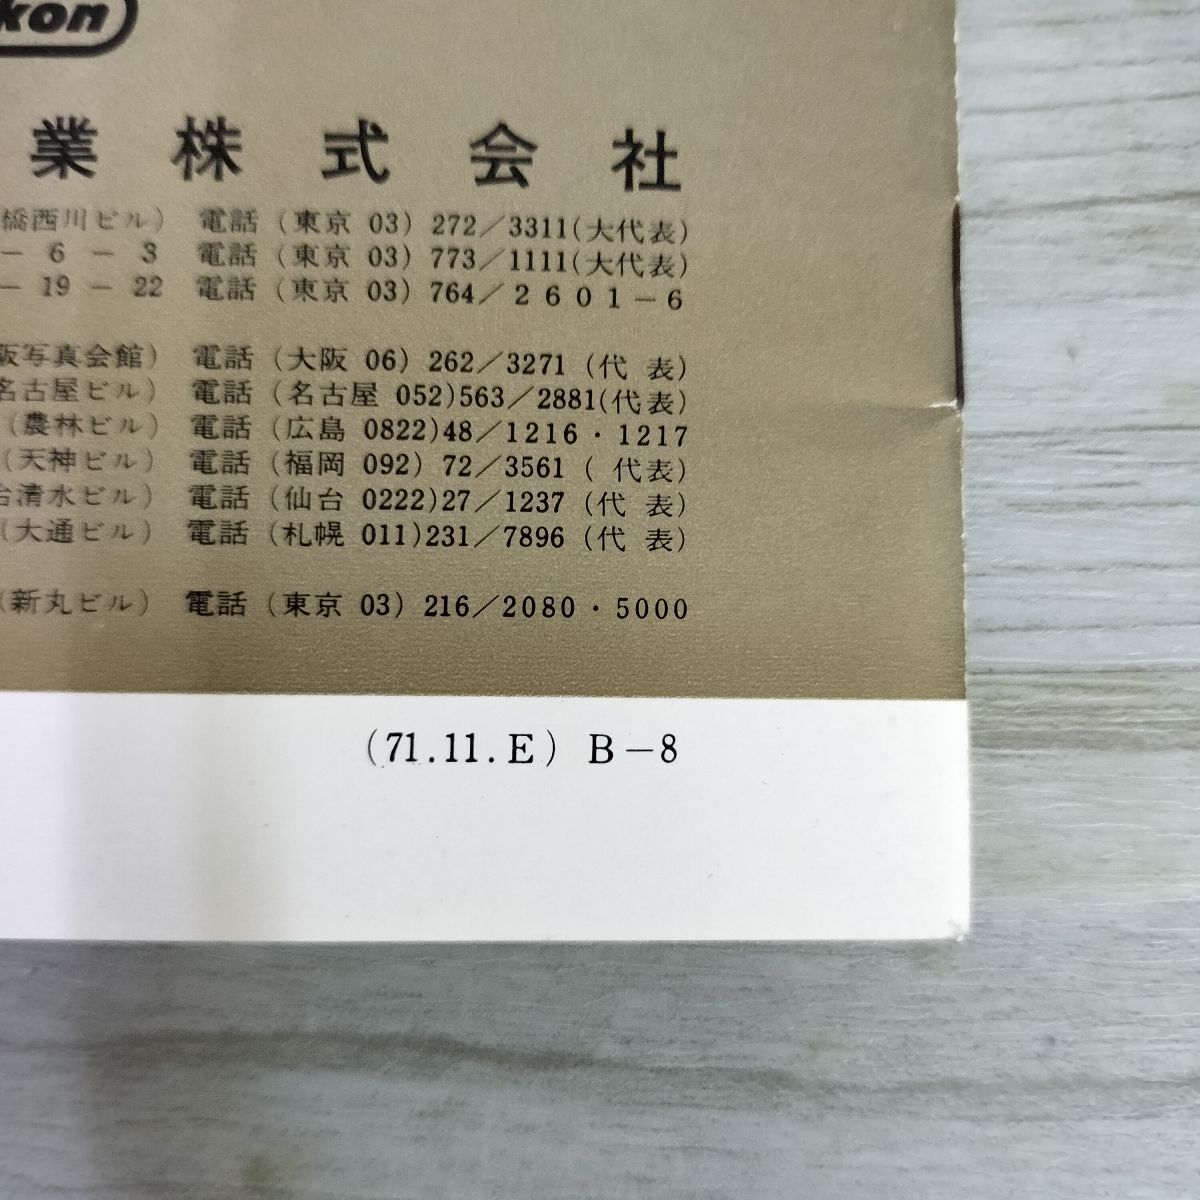 kon
業株式会社
橋西川ビル) 電話 (東京 03) 272/3311(大代表)
- 6 - 3 電話 (東京 03) 773/1111(大代表)
- 19 - 22 電話 (東京 03) 764/2601-6
阪写真会館) 電話 (大阪 06) 262/3271 (代 表)
名古屋ビル) 電話 (名古屋 052)563/2881(代表)
(農林ビル) 電話 (広島 0822)48/1216・1217
(天神ビル) 電話 (福岡 092) 72/3561 ( 代表)
台清水ビル) 電話 (仙台 0222)27/1237 (代 表)
(大通ビル) 電話 (札幌 011)231/7896 (代 表)
(新丸ビル) 電話 (東京 03) 216/2080・5000
(71.11.E) B-8